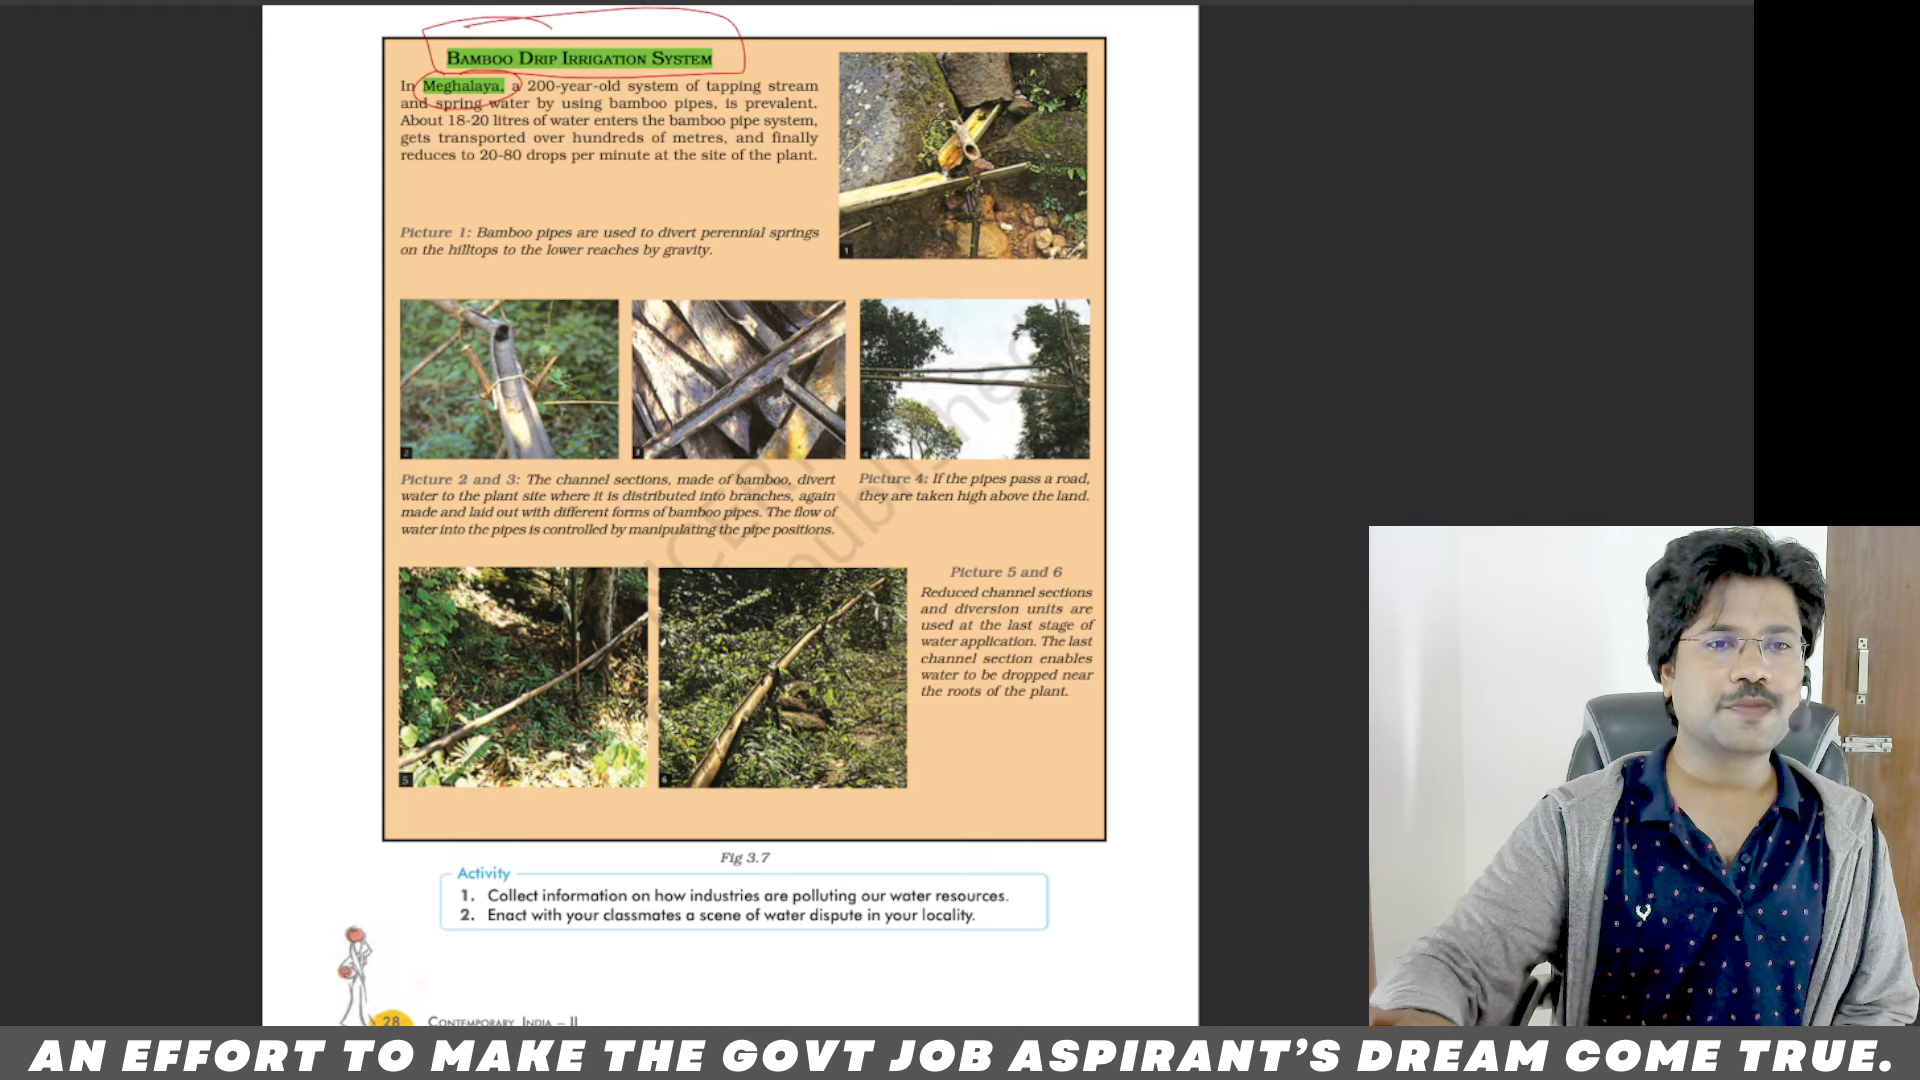 BAMBOO DRIP IRRIGATION SYSTEM
In Meghalaya, a 200-year-old system of tapping stream
and spring water by using bamboo pipes, is prevalent.
About 18-20 litres of water enters the bamboo pipe system,
gets transported over hundreds of metres, and finally
reduces to 20-80 drops per minute at the site of the plant.
Picture 1: Bamboo pipes are used to divert perennial springs
on the hilltops to the lower reaches by gravity.
1
2
Picture 2 and 3: The channel sections, made of bamboo, divert
water to the plant site where it is distributed into branches, again
made and laid out with different forms of bamboo pipes. The flow of
water into the pipes is controlled by manipulating the pipe positions.
Picture 4: If the pipes pass a road,
they are taken high above the land.
5
6
Picture 5 and 6
Reduced channel sections
and diversion units are
used at the last stage of
water application. The last
channel section enables
water to be dropped near
the roots of the plant.
Fig 3.7
Activity
1. Collect information on how industries are polluting our water resources.
2. Enact with your classmates a scene of water dispute in your locality.
28 CONTEMPORARY INDIA – II
AN EFFORT TO MAKE THE GOVT JOB ASPIRANT'S DREAM COME TRUE.